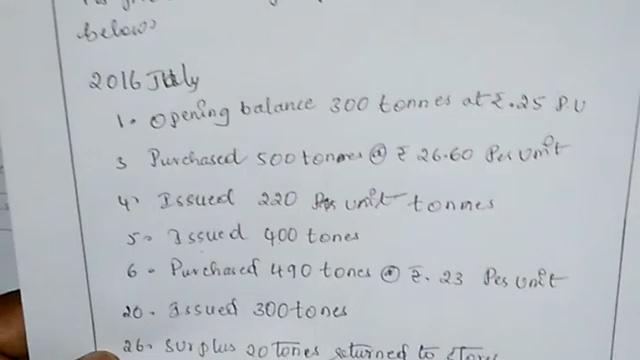 below
2016 July
1. Opening balance 300 tonnes at ₹.25 P.U
3 Purchased 500 tonnes @ ₹ 26.60 Per unit
4. Issued 220 Per unit tonnes
5. Issued 400 tones
6. Purchased 490 tones @ ₹. 23 Per unit
20. Issued 300 tones
26. Surplus 20 tones returned to store